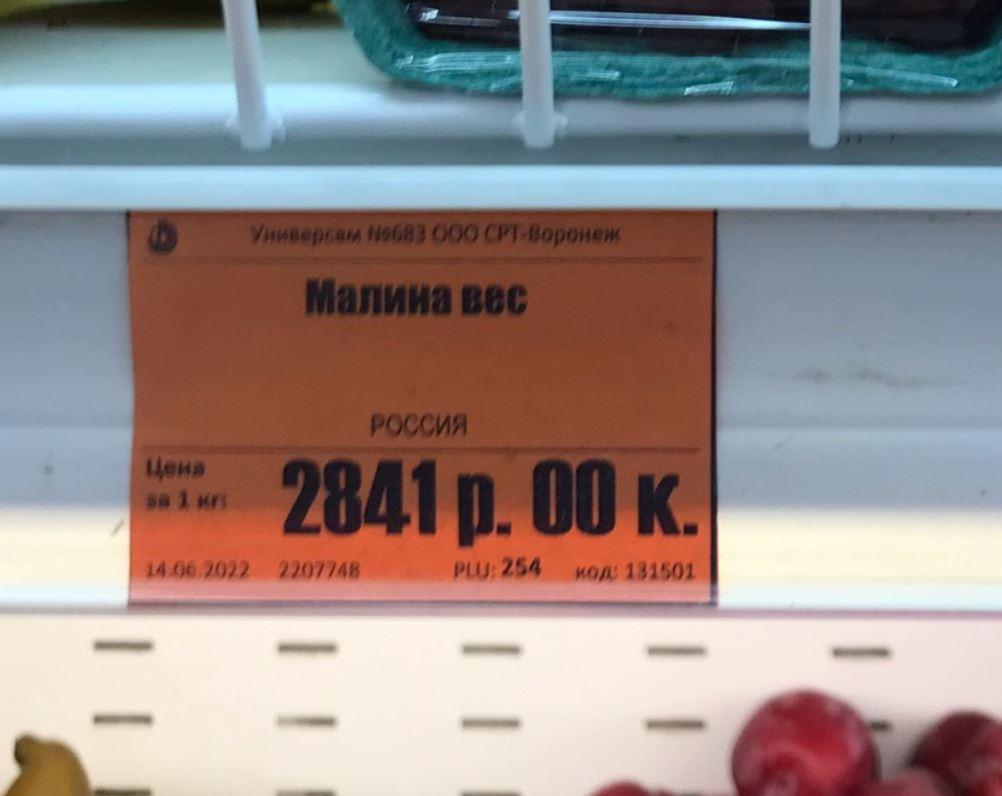 Универсам №683 ООО СРТ-Воронеж
Малина вес
РОССИЯ
Цена
за 1 кг:
2841 р. 00 к.
14.06.2022 2207748 PLU: 254 код: 131501